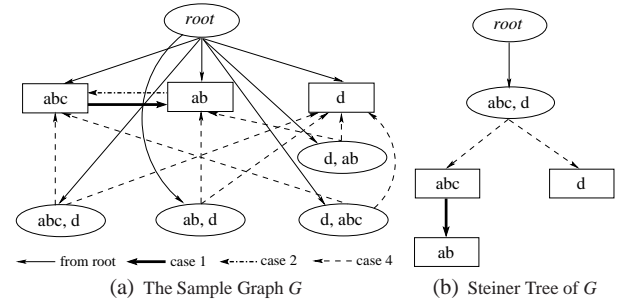 root
root
abc ab d
abc, d
d, ab
abc d
abc, d ab, d d, abc
ab
from root case 1 case 2 case 4
(a) The Sample Graph G (b) Steiner Tree of G